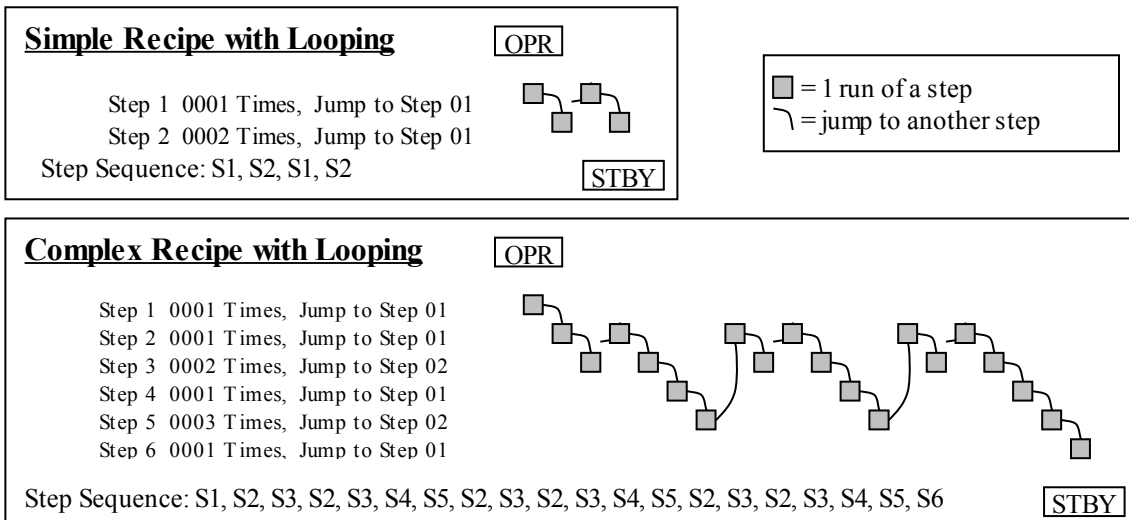 Simple Recipe with Looping
OPR
Step 1 0001 Times, Jump to Step 01
Step 2 0002 Times, Jump to Step 01
Step Sequence: S1, S2, S1, S2
STBY
= 1 run of a step
= jump to another step
Complex Recipe with Looping
OPR
Step 1 0001 Times, Jump to Step 01
Step 2 0001 Times, Jump to Step 01
Step 3 0002 Times, Jump to Step 02
Step 4 0001 Times, Jump to Step 01
Step 5 0003 Times, Jump to Step 02
Step 6 0001 Times, Jump to Step 01
Step Sequence: S1, S2, S3, S2, S3, S4, S5, S2, S3, S2, S3, S4, S5, S2, S3, S2, S3, S4, S5, S6
STBY